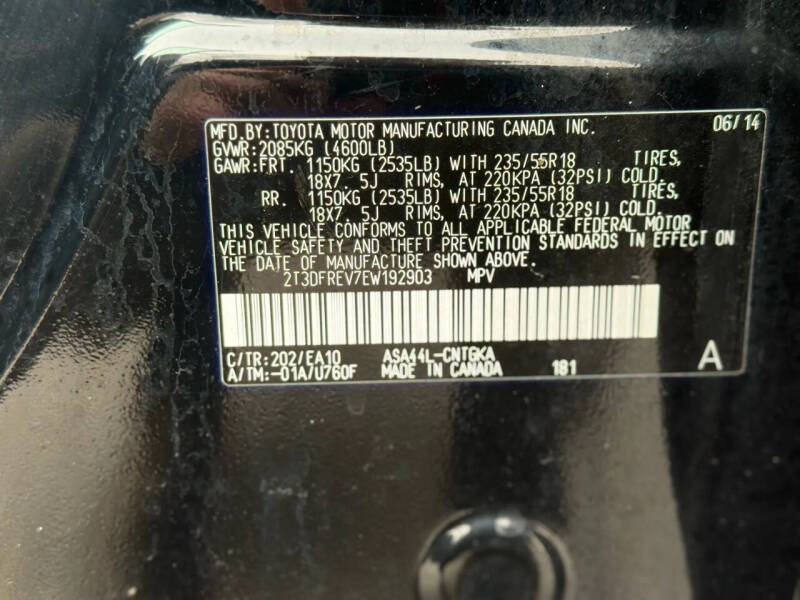 MFD.BY:TOYOTA MOTOR MANUFACTURING CANADA INC. 06/14
GVWR:2085KG (4600LB)
GAWR:FRT. 1150KG (2535LB) WITH 235/55R18 TIRES,
18X7.5J RIMS, AT 220KPA (32PSI) COLD.
RR. 1150KG (2535LB) WITH 235/55R18 TIRES,
18X7.5J RIMS, AT 220KPA (32PSI) COLD.
THIS VEHICLE CONFORMS TO ALL APPLICABLE FEDERAL MOTOR
VEHICLE SAFETY AND THEFT PREVENTION STANDARDS IN EFFECT ON
THE DATE OF MANUFACTURE SHOWN ABOVE.
2T3DFREV7EW192903 MPV
C/TR:202/EA10 ASA44L-CNTGKA A
A/TM:-01A/U760F MADE IN CANADA 181